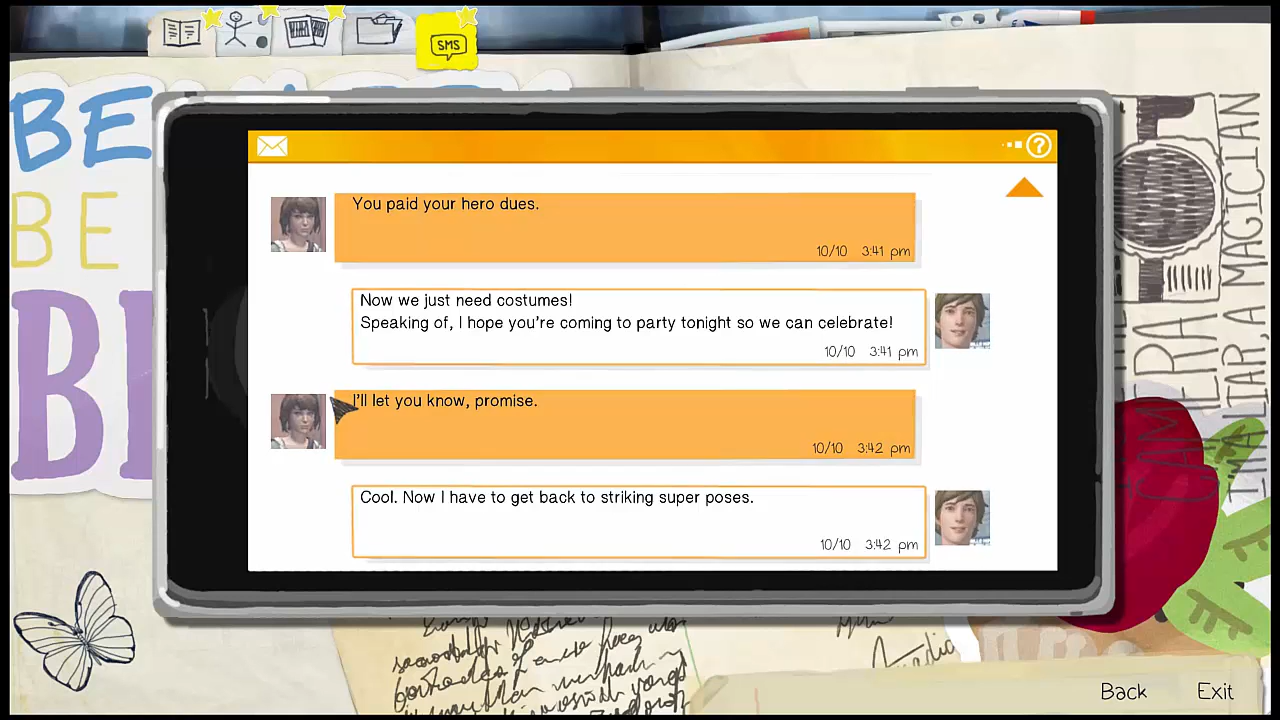 SMS
BE
BE
You paid your hero dues.
10/10 3:41 pm
Now we just need costumes!
Speaking of, I hope you're coming to party tonight so we can celebrate!
10/10 3:41 pm
I'll let you know, promise.
10/10 3:42 pm
Cool. Now I have to get back to striking super poses.
10/10 3:42 pm
CAMERA
I'M A LIAR, A MAGICIAN
Back
Exit